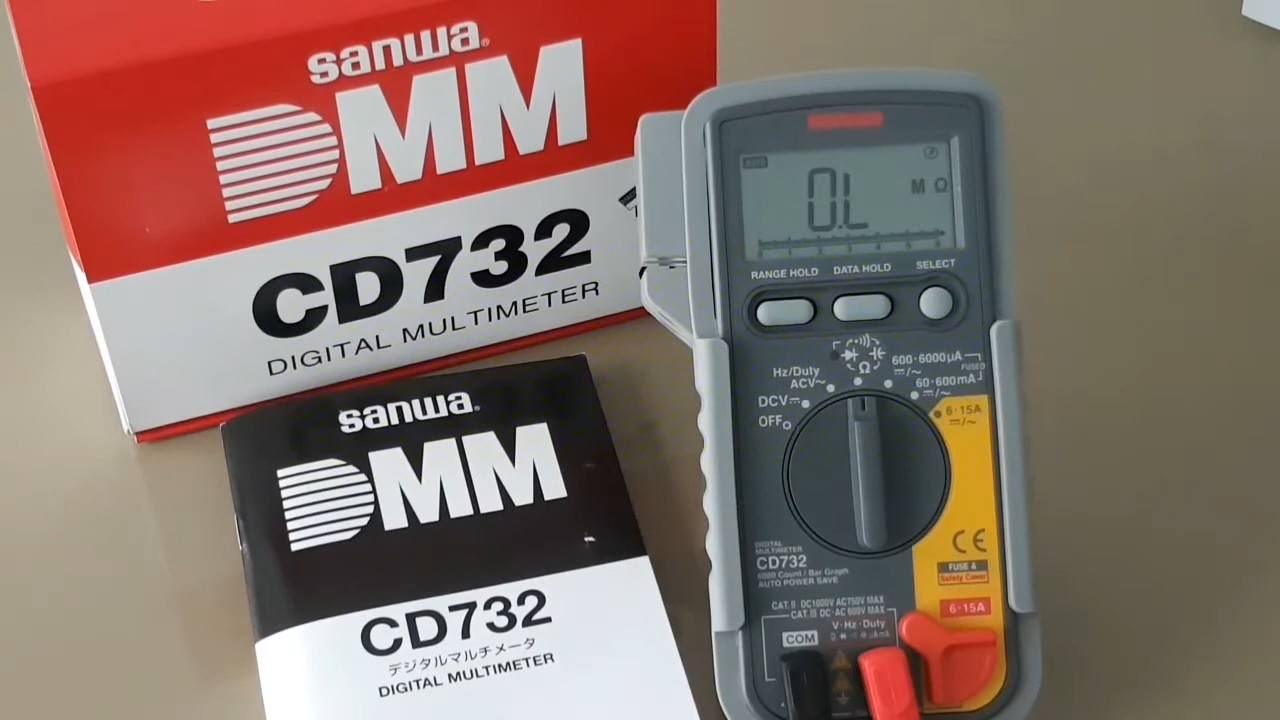 sanwa®
DMM
CD732
DIGITAL MULTIMETER
sanwa®
DMM
CD732
デジタルマルチメータ
DIGITAL MULTIMETER
AUTO
O.L
M Ω
RANGE HOLD
DATA HOLD
SELECT
Ω
Hz/Duty
ACV~
DCV
OFF
600·6000µA
FUSED
60·600mA
6·15A
DIGITAL
MULTIMETER
CD732
6000 Count / Bar Graph
AUTO POWER SAVE
CE
FUSE &
Safety Cover
6·15A
CAT. II DC1000V AC750V MAX
CAT. III DC·AC 600V MAX
V·Hz·Duty
COM